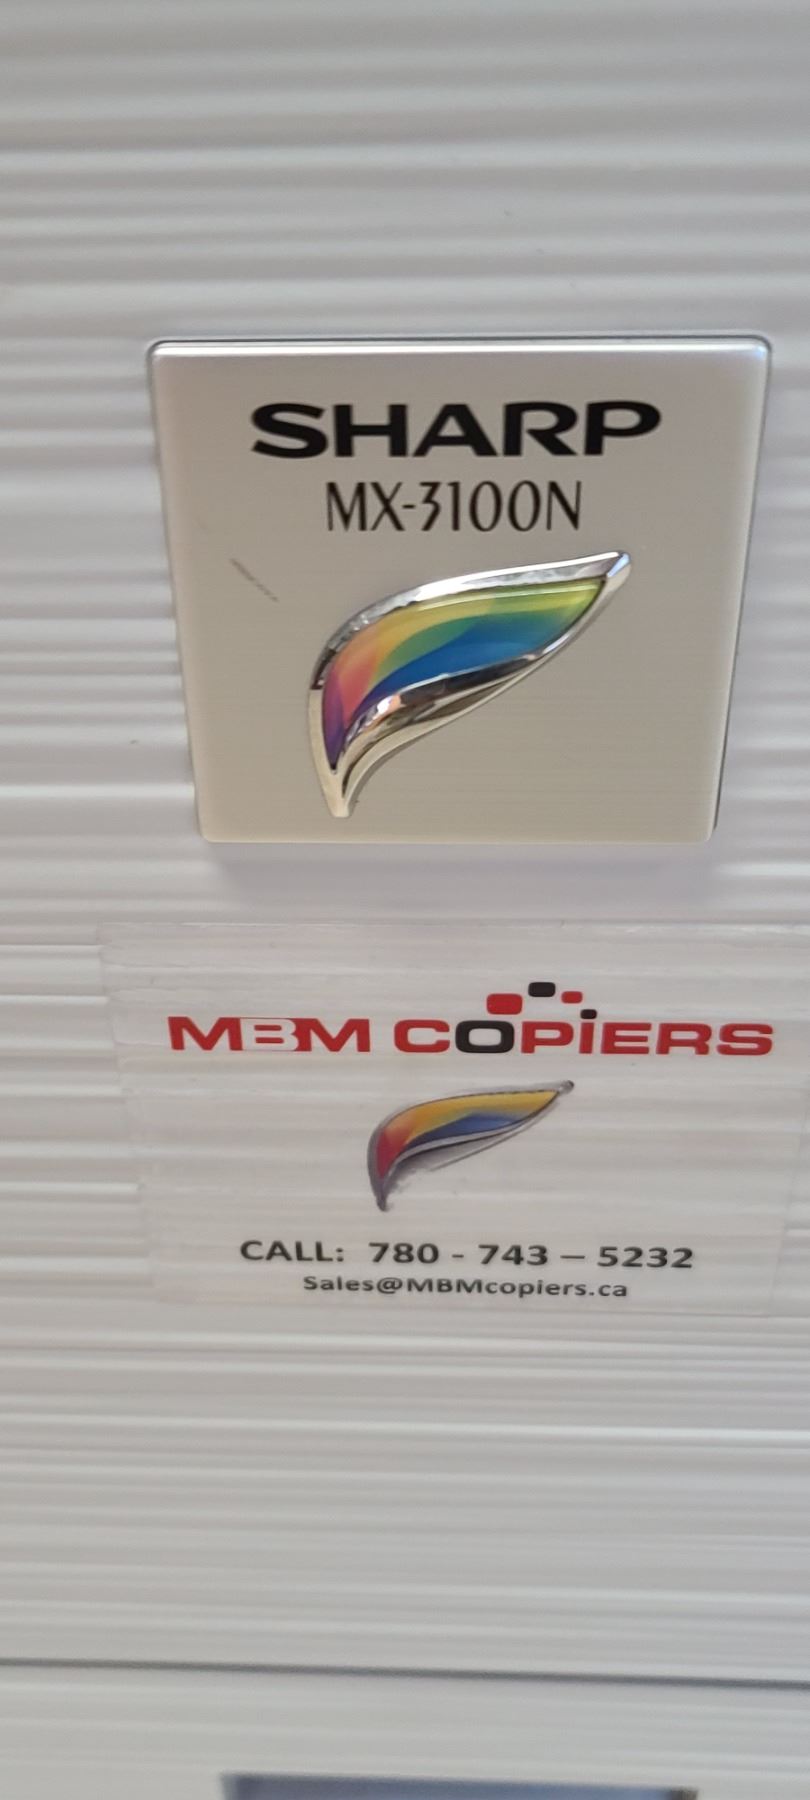 SHARP
MX-3100N
MBM COPiERS
CALL: 780 - 743 – 5232
Sales@MBMcopiers.ca